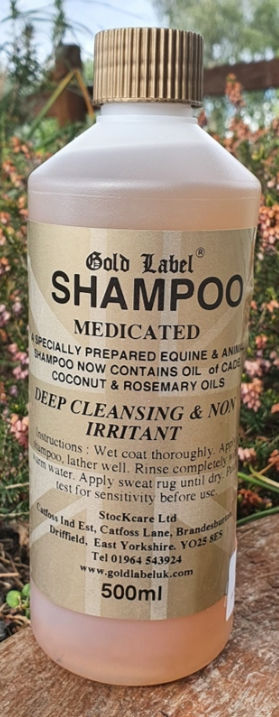 Gold Label®
SHAMPOO
MEDICATED
A SPECIALLY PREPARED EQUINE & ANIMAL
SHAMPOO NOW CONTAINS OIL of CADE
COCONUT & ROSEMARY OILS
DEEP CLEANSING & NON
IRRITANT
Instructions : Wet coat thoroughly. Apply
shampoo, lather well. Rinse completely
warm water. Apply sweat rug until dry.
test for sensitivity before use.
StocKcare Ltd
Catfoss Ind Est, Catfoss Lane, Brandesburton
Driffield, East Yorkshire. YO25 8ES
Tel 01964 543924
www.goldlabeluk.com
500ml